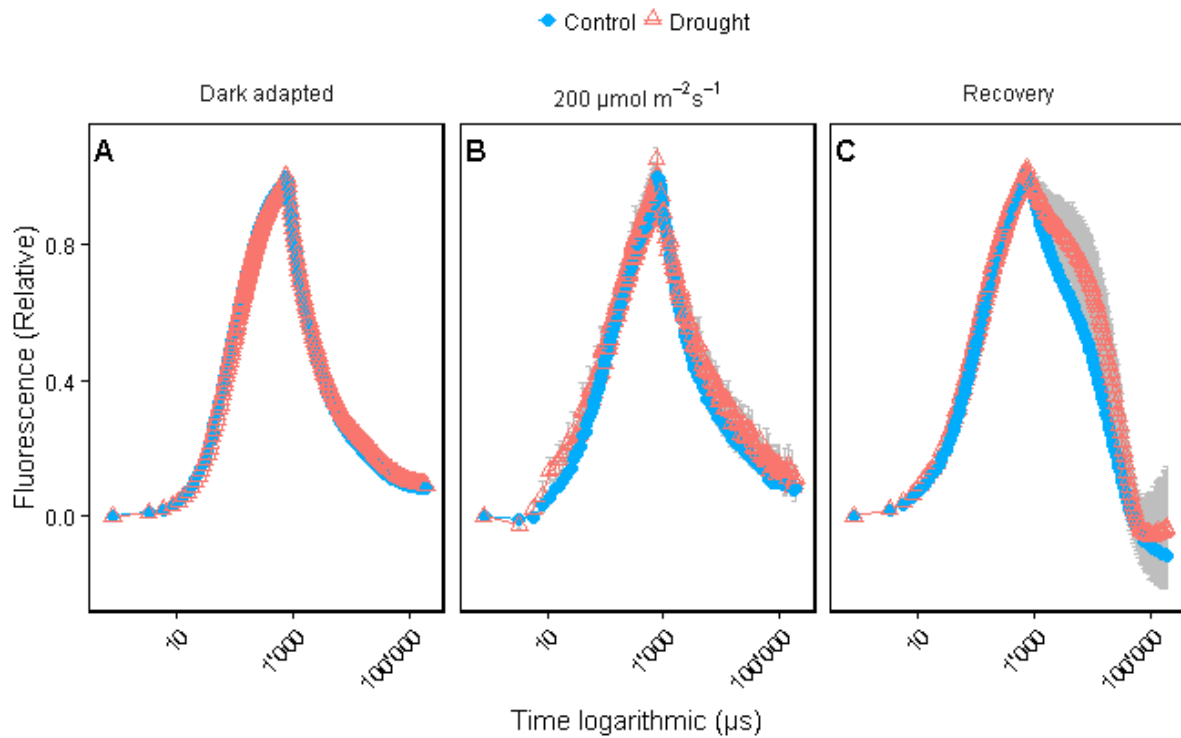 Control Drought
Dark adapted
200 µmol m⁻²s⁻¹
Recovery
A
B
C
Fluorescence (Relative)
0.8
0.4
0.0
10
1'000
100'000
10
1'000
100'000
10
1'000
100'000
Time logarithmic (µs)